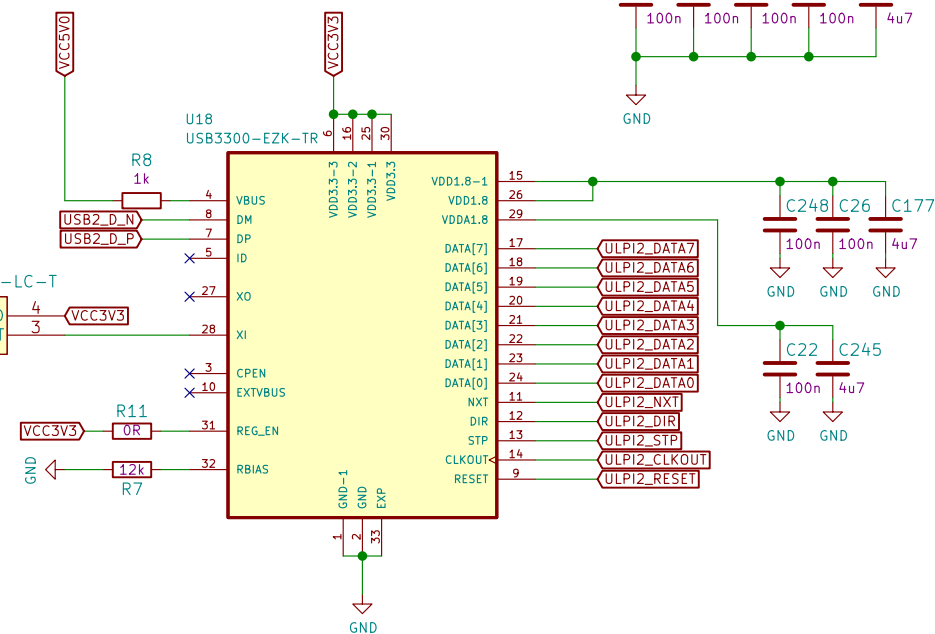 VCC5V0
VCC3V3
100n 100n 100n 100n 4u7
GND
U18
USB3300-EZK-TR
6 16 25 30
VDD3.3-3 VDD3.3-2 VDD3.3-1 VDD3.3
R8
1k
4 VBUS
USB2_D_N 8 DM
USB2_D_P 7 DP
5 ID
27 XO
-LC-T
4 VCC3V3
3
28 XI
3 CPEN
10 EXTVBUS
R11
VCC3V3 0R 31 REG_EN
GND 12k 32 RBIAS
R7
VDD1.8-1 15
VDD1.8 26
VDDA1.8 29
DATA[7] 17 ULPI2_DATA7
DATA[6] 18 ULPI2_DATA6
DATA[5] 19 ULPI2_DATA5
DATA[4] 20 ULPI2_DATA4
DATA[3] 21 ULPI2_DATA3
DATA[2] 22 ULPI2_DATA2
DATA[1] 23 ULPI2_DATA1
DATA[0] 24 ULPI2_DATA0
NXT 11 ULPI2_NXT
DIR 12 ULPI2_DIR
STP 13 ULPI2_STP
CLKOUT 14 ULPI2_CLKOUT
RESET 9 ULPI2_RESET
GND-1 GND EXP
1 2 33
GND
C248 C26 C177
100n 100n 4u7
GND GND GND
C22 C245
100n 4u7
GND GND